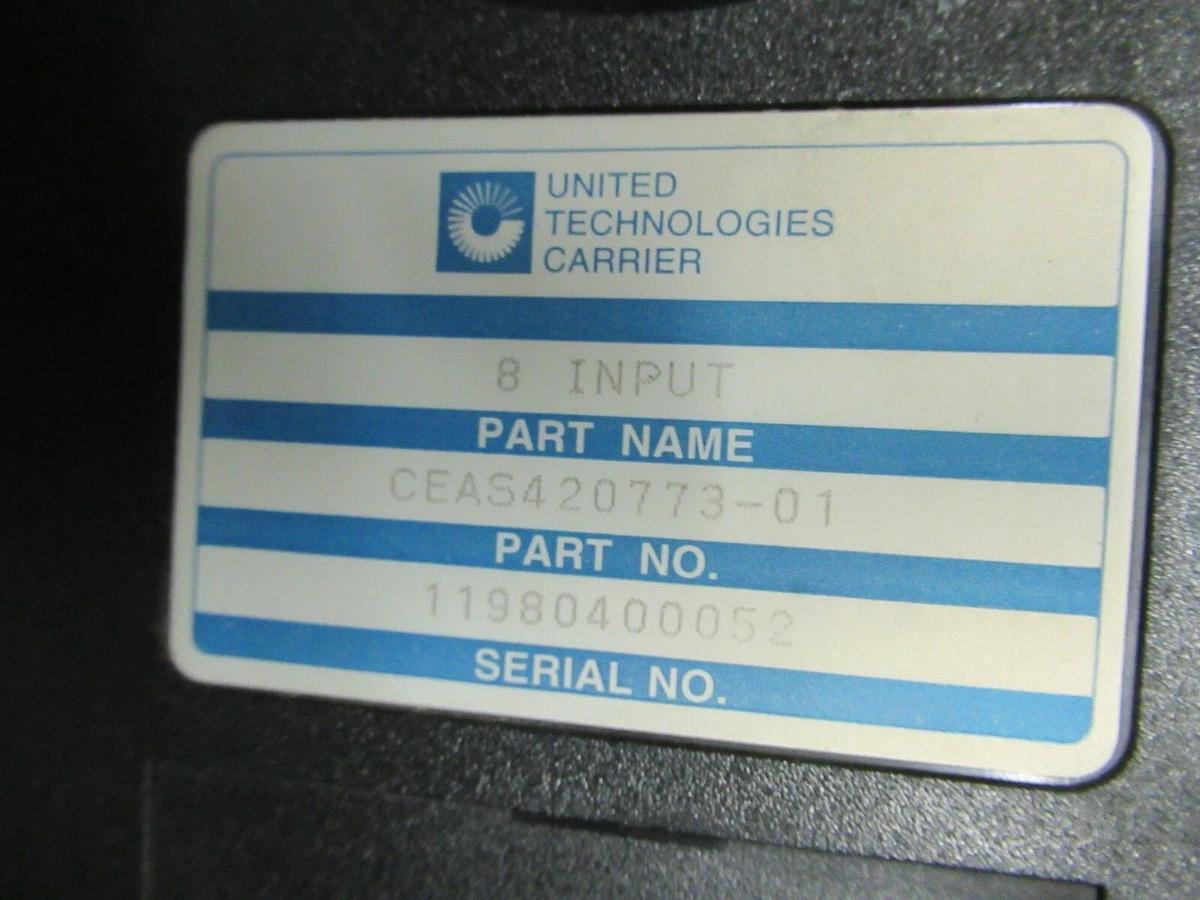 UNITED
TECHNOLOGIES
CARRIER
8 INPUT
PART NAME
CEAS420773-01
PART NO.
11980400052
SERIAL NO.